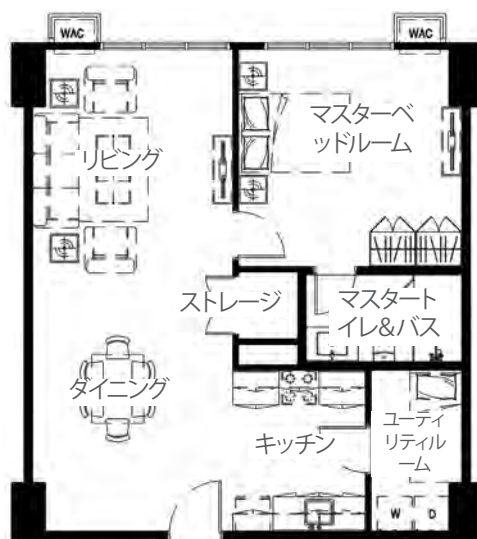 WAC
WAC
マスターベ
ッドルーム
リビング
ストレージ
マスタート
イレ&バス
ダイニング
キッチン
ユーティ
リティル
ーム
W
D